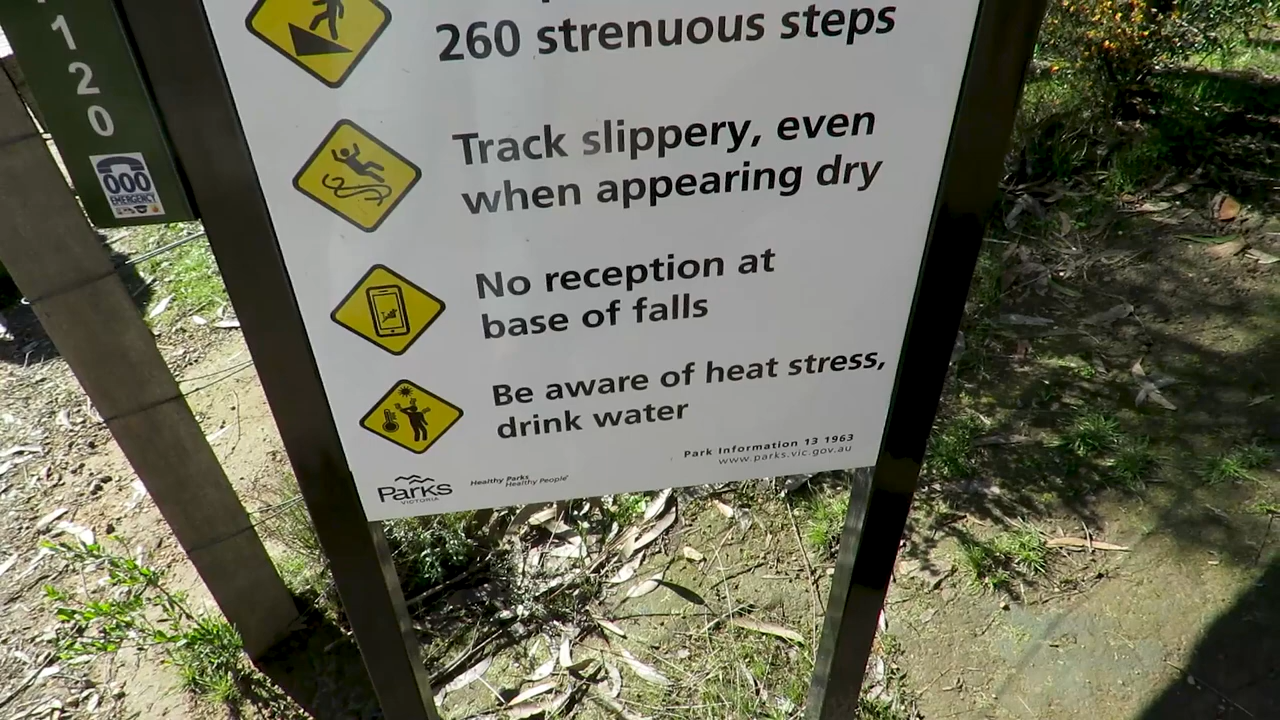 1
2
0
000
EMERGENCY
260 strenuous steps
Track slippery, even
when appearing dry
No reception at
base of falls
Be aware of heat stress,
drink water
Park Information 13 1963
www.parks.vic.gov.au
Parks
VICTORIA
Healthy Parks
Healthy People